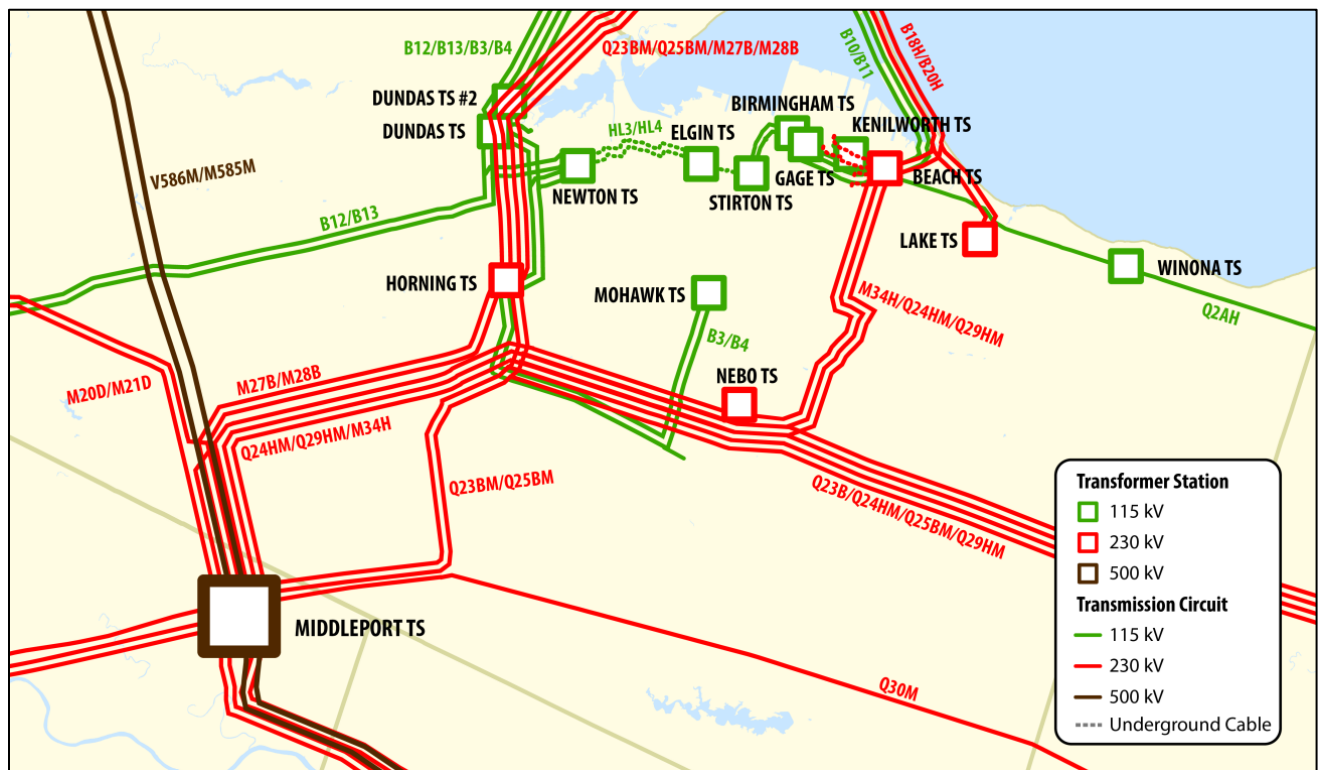 B12/B13/B3/B4
Q23BM/Q25BM/M27B/M28B
B10/B11
B18H/B20H
DUNDAS TS #2
DUNDAS TS
BIRMINGHAM TS
KENILWORTH TS
HL3/HL4
ELGIN TS
V586M/M585M
NEWTON TS
STIRTON TS
GAGE TS
BEACH TS
B12/B13
LAKE TS
WINONA TS
HORNING TS
MOHAWK TS
M34H/Q24HM/Q29HM
Q2AH
B3/B4
M20D/M21D
M27B/M28B
NEBO TS
Q24HM/Q29HM/M34H
Q23BM/Q25BM
Q23B/Q24HM/Q25BM/Q29HM
MIDDLEPORT TS
Q30M
Transformer Station
115 kV
230 kV
500 kV
Transmission Circuit
115 kV
230 kV
500 kV
Underground Cable